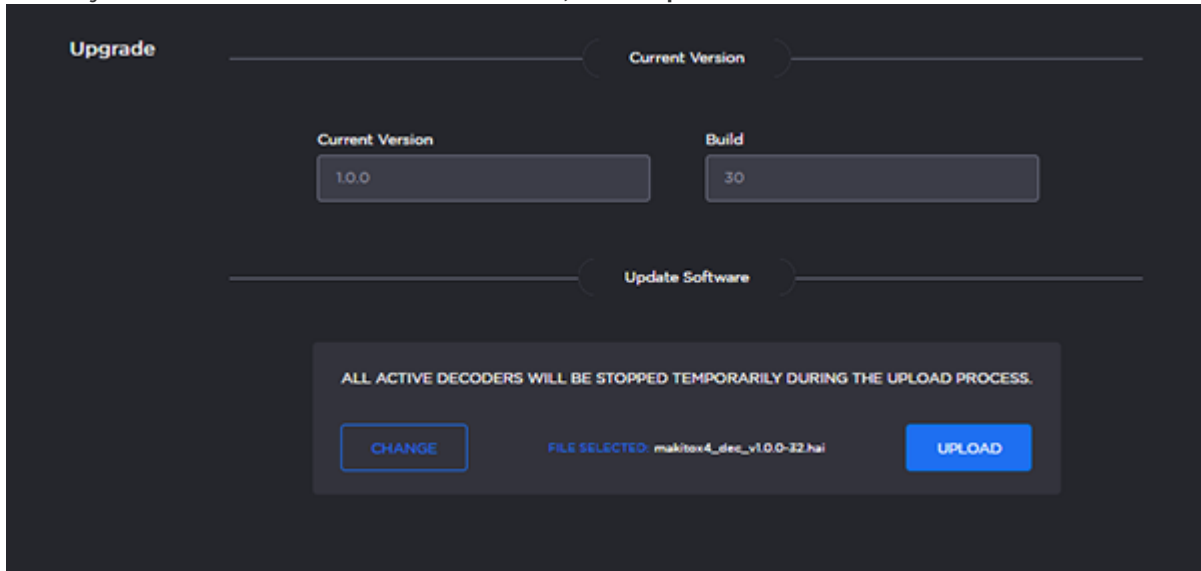 Upgrade
Current Version
Current Version
Build
1.0.0
30
Update Software
ALL ACTIVE DECODERS WILL BE STOPPED TEMPORARILY DURING THE UPLOAD PROCESS.
CHANGE
FILE SELECTED: makitox4_dec_v1.0.0-32.hai
UPLOAD